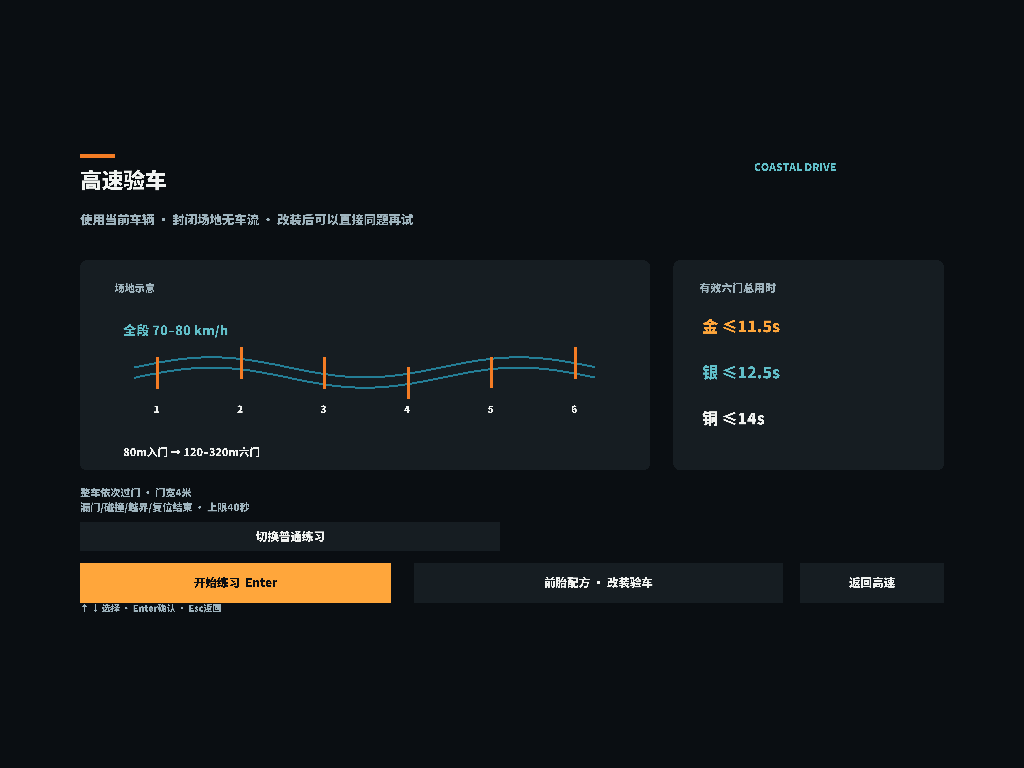 COASTAL DRIVE
高速验车
使用当前车辆 · 封闭场地无车流 · 改装后可以直接同题再试
场地示意
全段 70–80 km/h
1 2 3 4 5 6
80m入门 → 120–320m六门
有效六门总用时
金 ≤11.5s
银 ≤12.5s
铜 ≤14s
整车依次过门 · 门宽4米
漏门/碰撞/越界/复位结束 · 上限40秒
切换普通练习
开始练习 Enter
前胎配方 · 改装验车
返回高速
↑ ↓ 选择 · Enter确认 · Esc返回